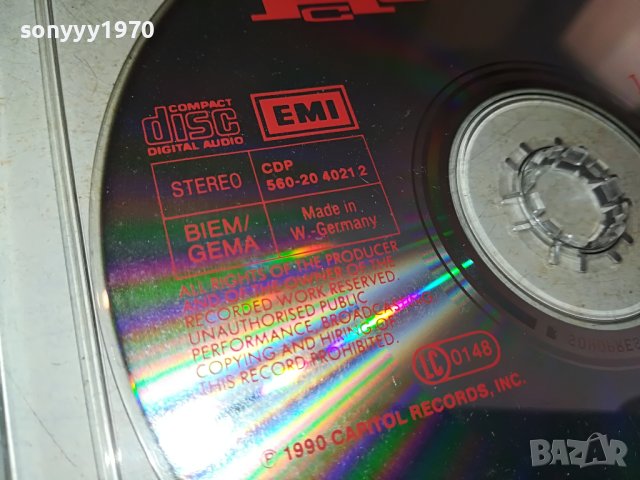 sonyyy1970
COMPACT
disc
DIGITAL AUDIO
EMI
STEREO
CDP
560-20 4021 2
BIEM/
GEMA
Made in
W.-Germany
ALL RIGHTS OF THE PRODUCER
AND OF THE OWNER OF THE
RECORDED WORK RESERVED.
UNAUTHORISED PUBLIC
PERFORMANCE, BROADCASTING,
COPYING AND HIRING OF
THIS RECORD PROHIBITED.
LC 0148
℗ 1990 CAPITOL RECORDS, INC.
BAZAR